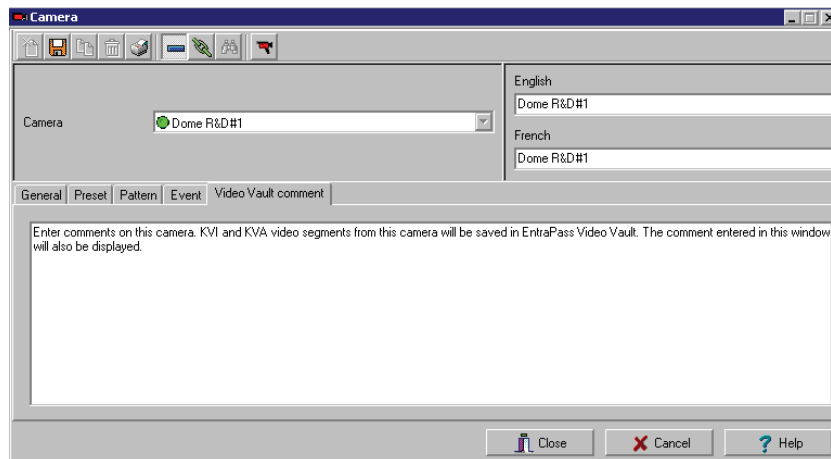 Camera
English
Dome R&D#1
Camera
Dome R&D#1
French
Dome R&D#1
General Preset Pattern Event Video Vault comment
Enter comments on this camera. KVI and KVA video segments from this camera will be saved in EntraPass Video Vault. The comment entered in this window
will also be displayed.
Close Cancel Help